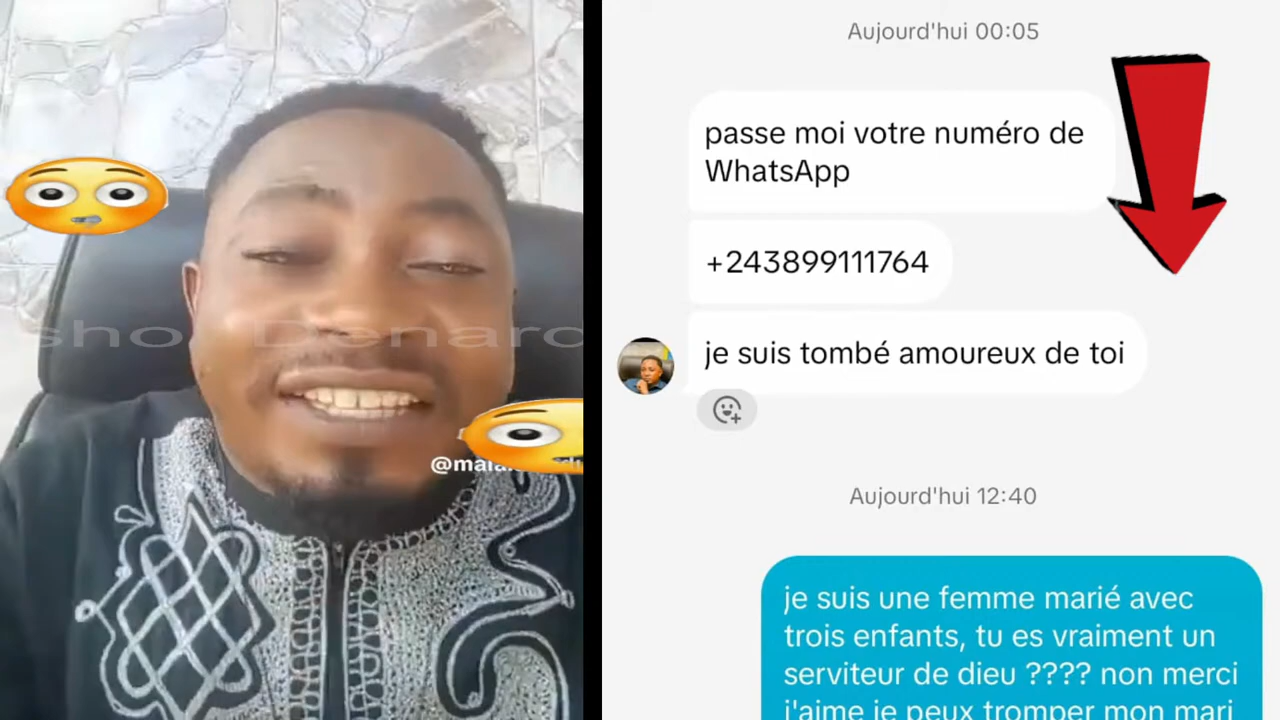 sho Denaro
Aujourd'hui 00:05
passe moi votre numéro de
WhatsApp
+243899111764
je suis tombé amoureux de toi
Aujourd'hui 12:40
je suis une femme marié avec
trois enfants, tu es vraiment un
serviteur de dieu ???? non merci
j'aime je peux tromper mon mari